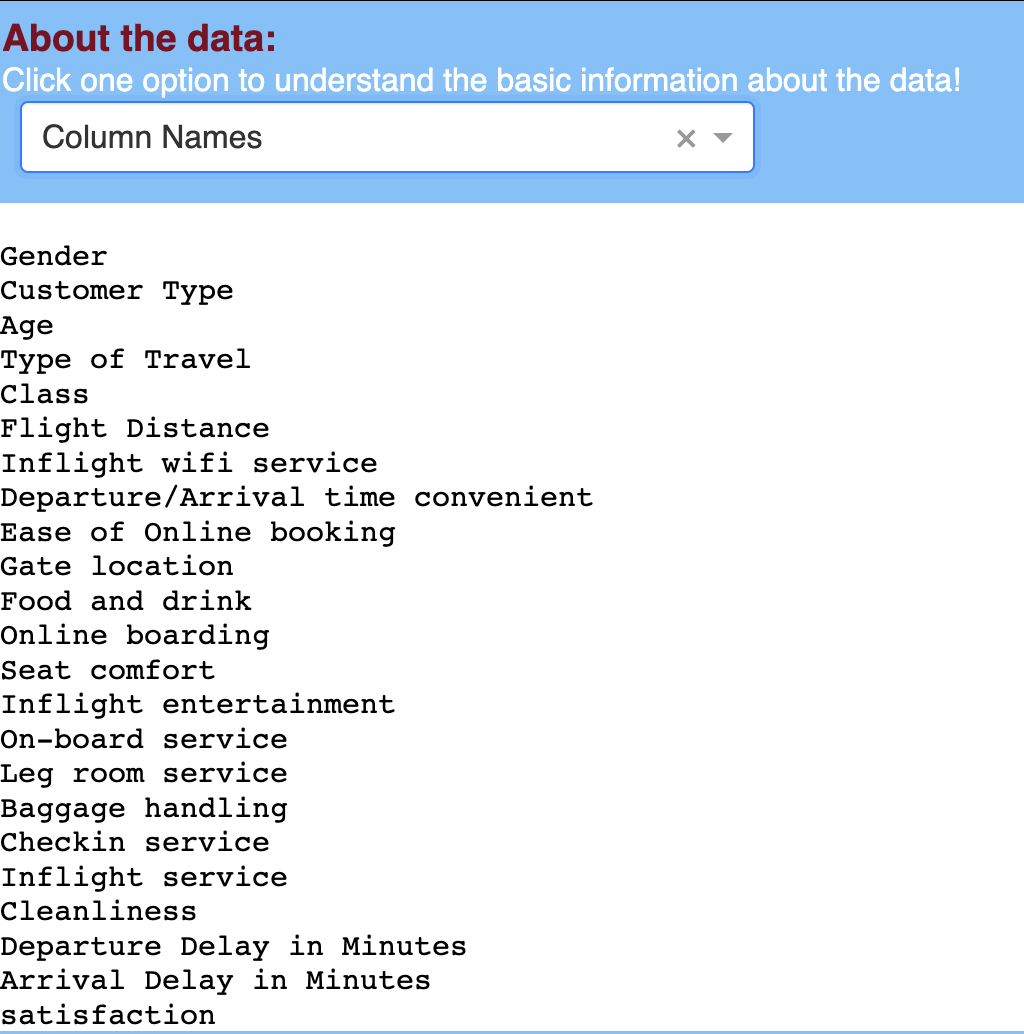 About the data:
Click one option to understand the basic information about the data!
Column Names
Gender
Customer Type
Age
Type of Travel
Class
Flight Distance
Inflight wifi service
Departure/Arrival time convenient
Ease of Online booking
Gate location
Food and drink
Online boarding
Seat comfort
Inflight entertainment
On-board service
Leg room service
Baggage handling
Checkin service
Inflight service
Cleanliness
Departure Delay in Minutes
Arrival Delay in Minutes
satisfaction